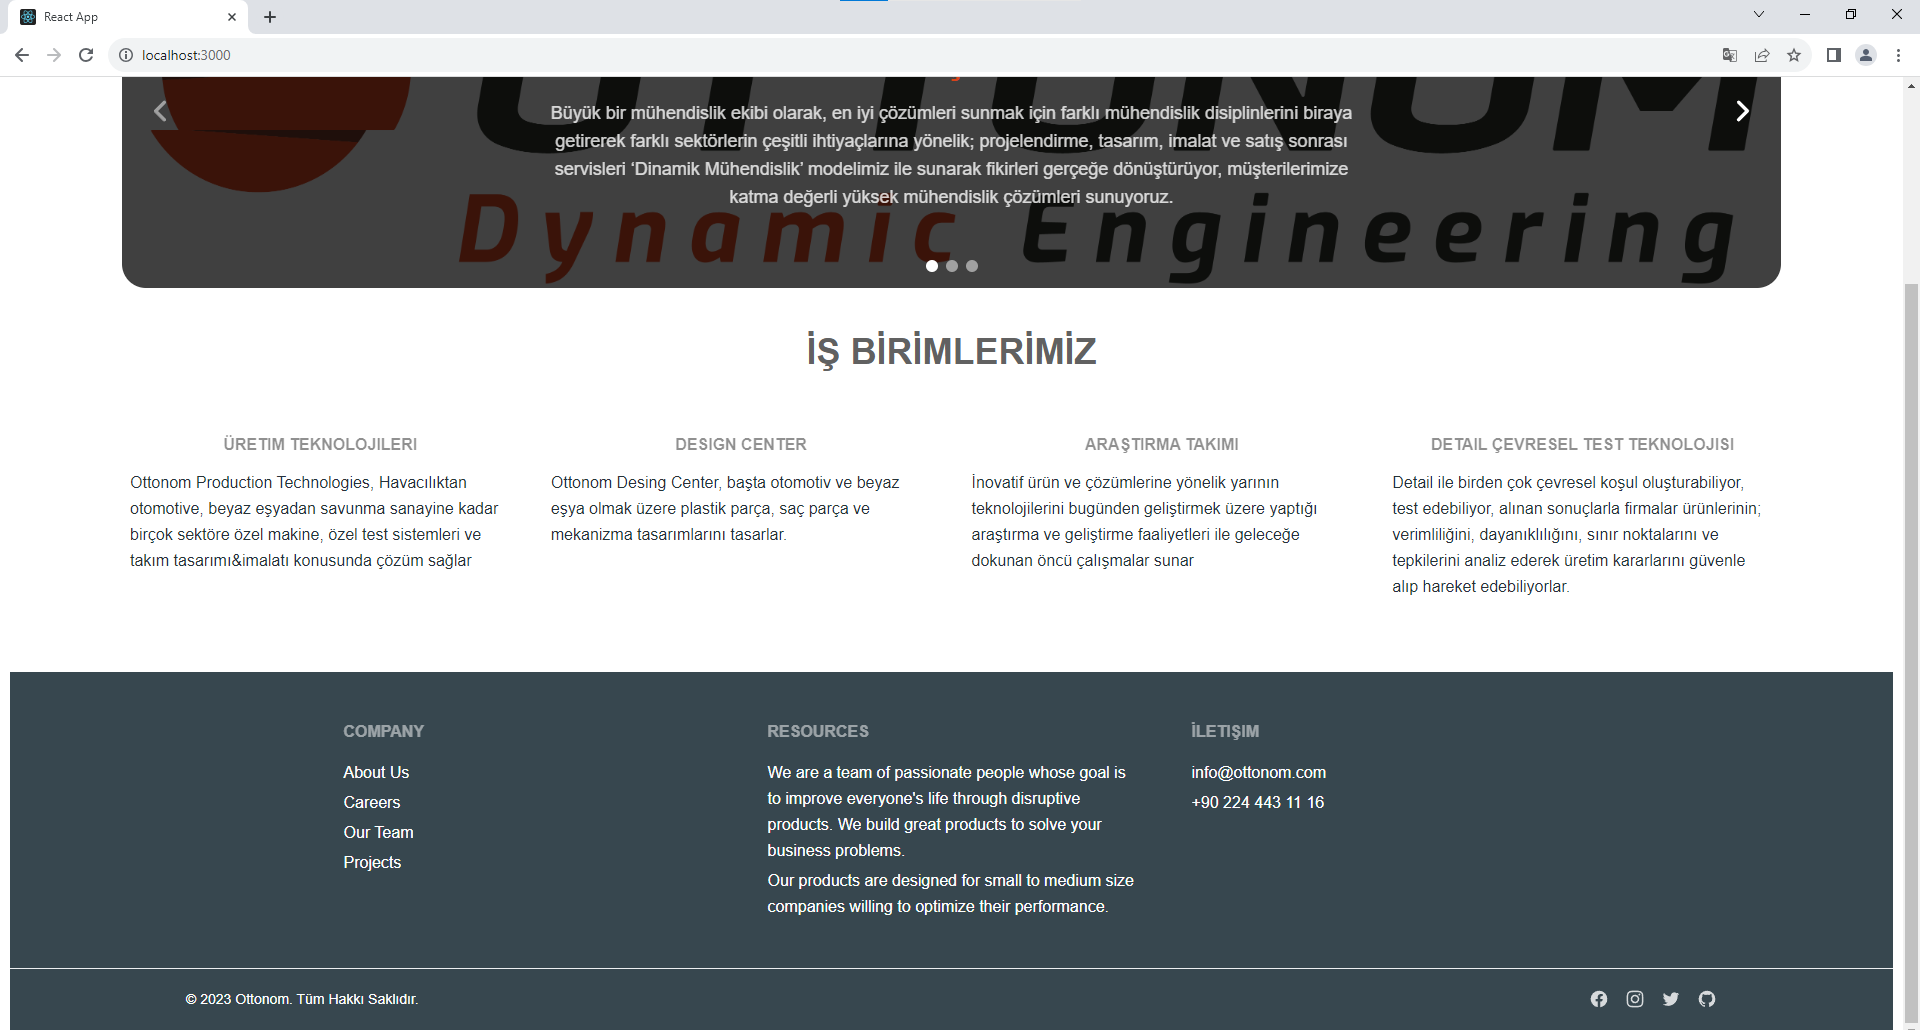 React App
localhost:3000
OTTONOM
Büyük bir mühendislik ekibi olarak, en iyi çözümleri sunmak için farklı mühendislik disiplinlerini biraya
getirerek farklı sektörlerin çeşitli ihtiyaçlarına yönelik; projelendirme, tasarım, imalat ve satış sonrası
servisleri ‘Dinamik Mühendislik’ modelimiz ile sunarak fikirleri gerçeğe dönüştürüyor, müşterilerimize
katma değerli yüksek mühendislik çözümleri sunuyoruz.
Dynamic Engineering
İŞ BİRİMLERİMİZ
ÜRETIM TEKNOLOJILERI
Ottonom Production Technologies, Havacılıktan
otomotive, beyaz eşyadan savunma sanayine kadar
birçok sektöre özel makine, özel test sistemleri ve
takım tasarımı&imalatı konusunda çözüm sağlar
DESIGN CENTER
Ottonom Desing Center, başta otomotiv ve beyaz
eşya olmak üzere plastik parça, saç parça ve
mekanizma tasarımlarını tasarlar.
ARAŞTIRMA TAKIMI
İnovatif ürün ve çözümlerine yönelik yarının
teknolojilerini bugünden geliştirmek üzere yaptığı
araştırma ve geliştirme faaliyetleri ile geleceğe
dokunan öncü çalışmalar sunar
DETAIL ÇEVRESEL TEST TEKNOLOJISI
Detail ile birden çok çevresel koşul oluşturabiliyor,
test edebiliyor, alınan sonuçlarla firmalar ürünlerinin;
verimliliğini, dayanıklılığını, sınır noktalarını ve
tepkilerini analiz ederek üretim kararlarını güvenle
alıp hareket edebiliyorlar.
COMPANY
About Us
Careers
Our Team
Projects
RESOURCES
We are a team of passionate people whose goal is
to improve everyone's life through disruptive
products. We build great products to solve your
business problems.
Our products are designed for small to medium size
companies willing to optimize their performance.
İLETIŞIM
info@ottonom.com
+90 224 443 11 16
© 2023 Ottonom. Tüm Hakkı Saklıdır.